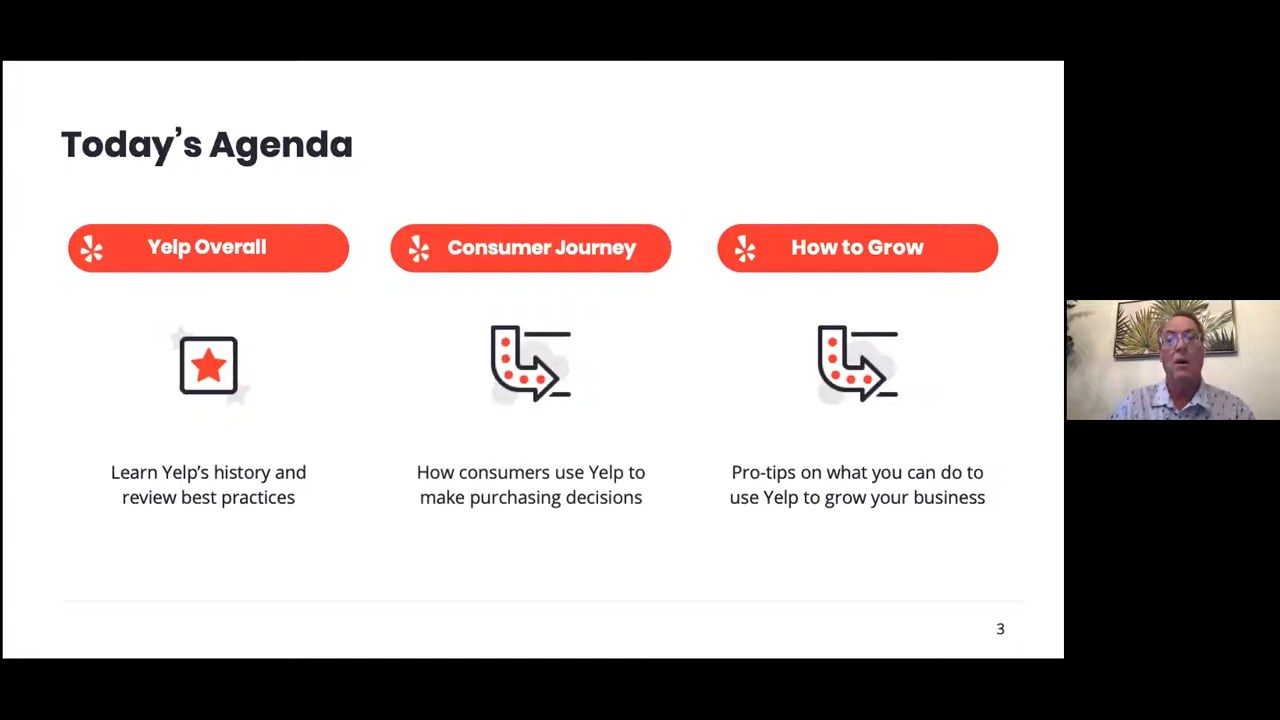 Today's Agenda
Yelp Overall
Consumer Journey
How to Grow
Learn Yelp's history and
review best practices
How consumers use Yelp to
make purchasing decisions
Pro-tips on what you can do to
use Yelp to grow your business
3